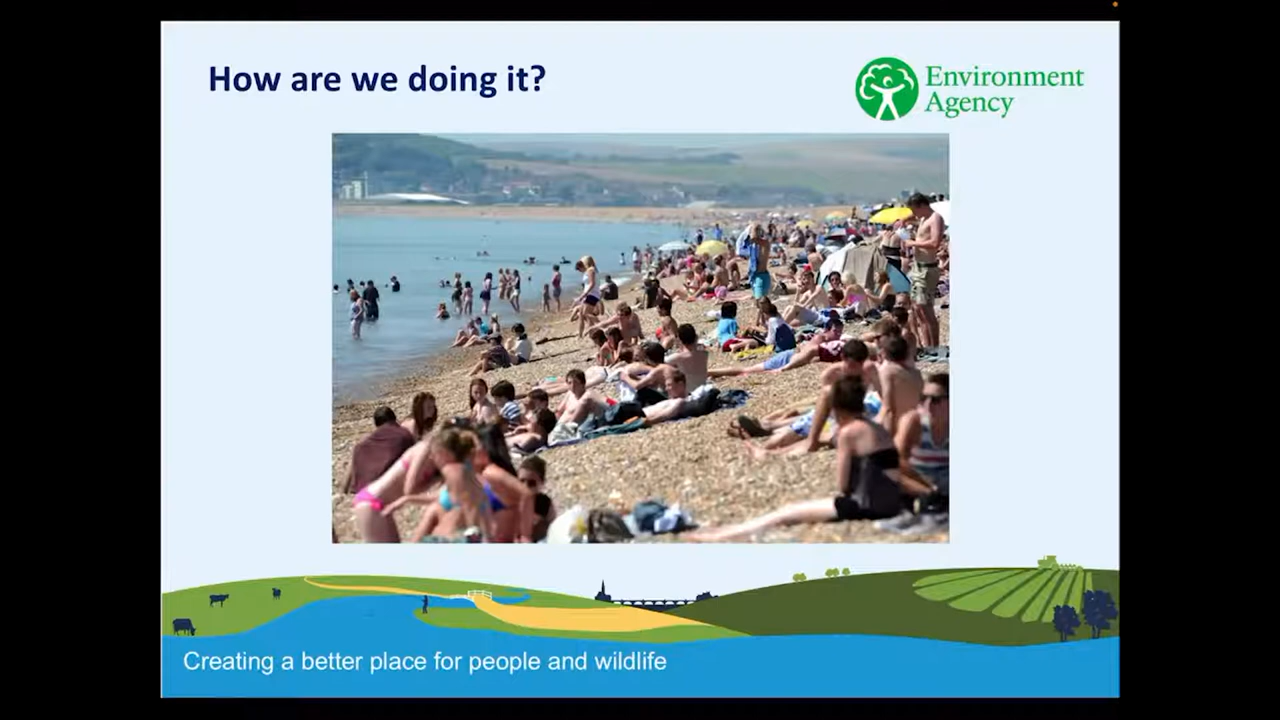 How are we doing it?
Environment
Agency
Creating a better place for people and wildlife